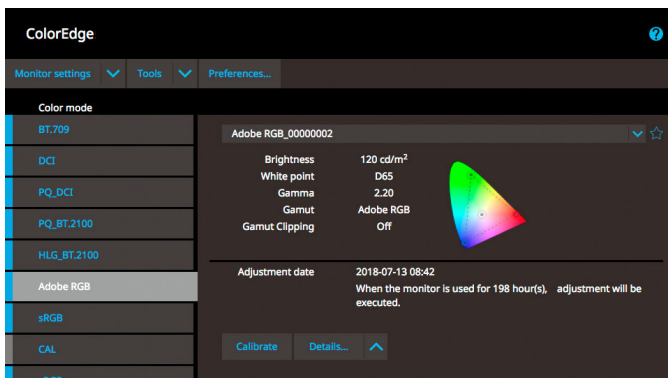 ColorEdge
Monitor settings
Tools
Preferences...
Color mode
BT.709
DCI
PQ_DCI
PQ_BT.2100
HLG_BT.2100
Adobe RGB
sRGB
CAL
Adobe RGB_00000002
Brightness 120 cd/m²
White point D65
Gamma 2.20
Gamut Adobe RGB
Gamut Clipping Off
Adjustment date 2018-07-13 08:42
When the monitor is used for 198 hour(s), adjustment will be
executed.
Calibrate
Details...